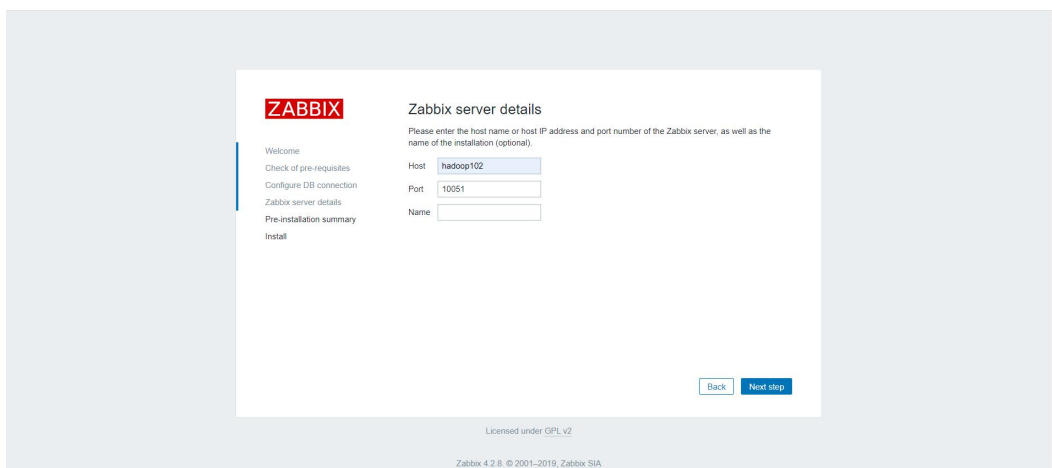 ZABBIX
Welcome
Check of pre-requisites
Configure DB connection
Zabbix server details
Pre-installation summary
Install
Zabbix server details
Please enter the host name or host IP address and port number of the Zabbix server, as well as the
name of the installation (optional).
Host hadoop102
Port 10051
Name
Back Next step
Licensed under GPL v2
Zabbix 4.2.8. © 2001–2019, Zabbix SIA